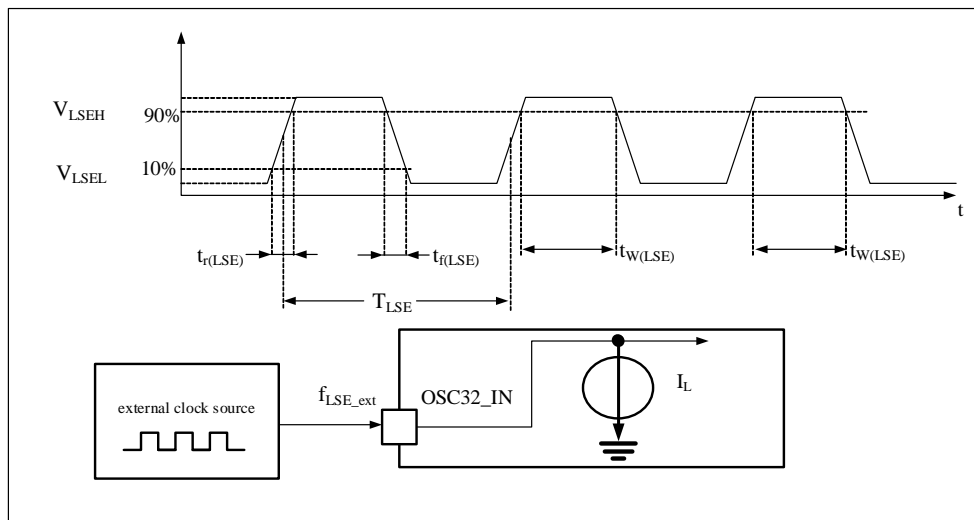 V_LSEH
90%
10%
V_LSEL
t
t_r(LSE)
t_f(LSE)
t_W(LSE)
t_W(LSE)
T_LSE
external clock source
f_LSE_ext
OSC32_IN
I_L